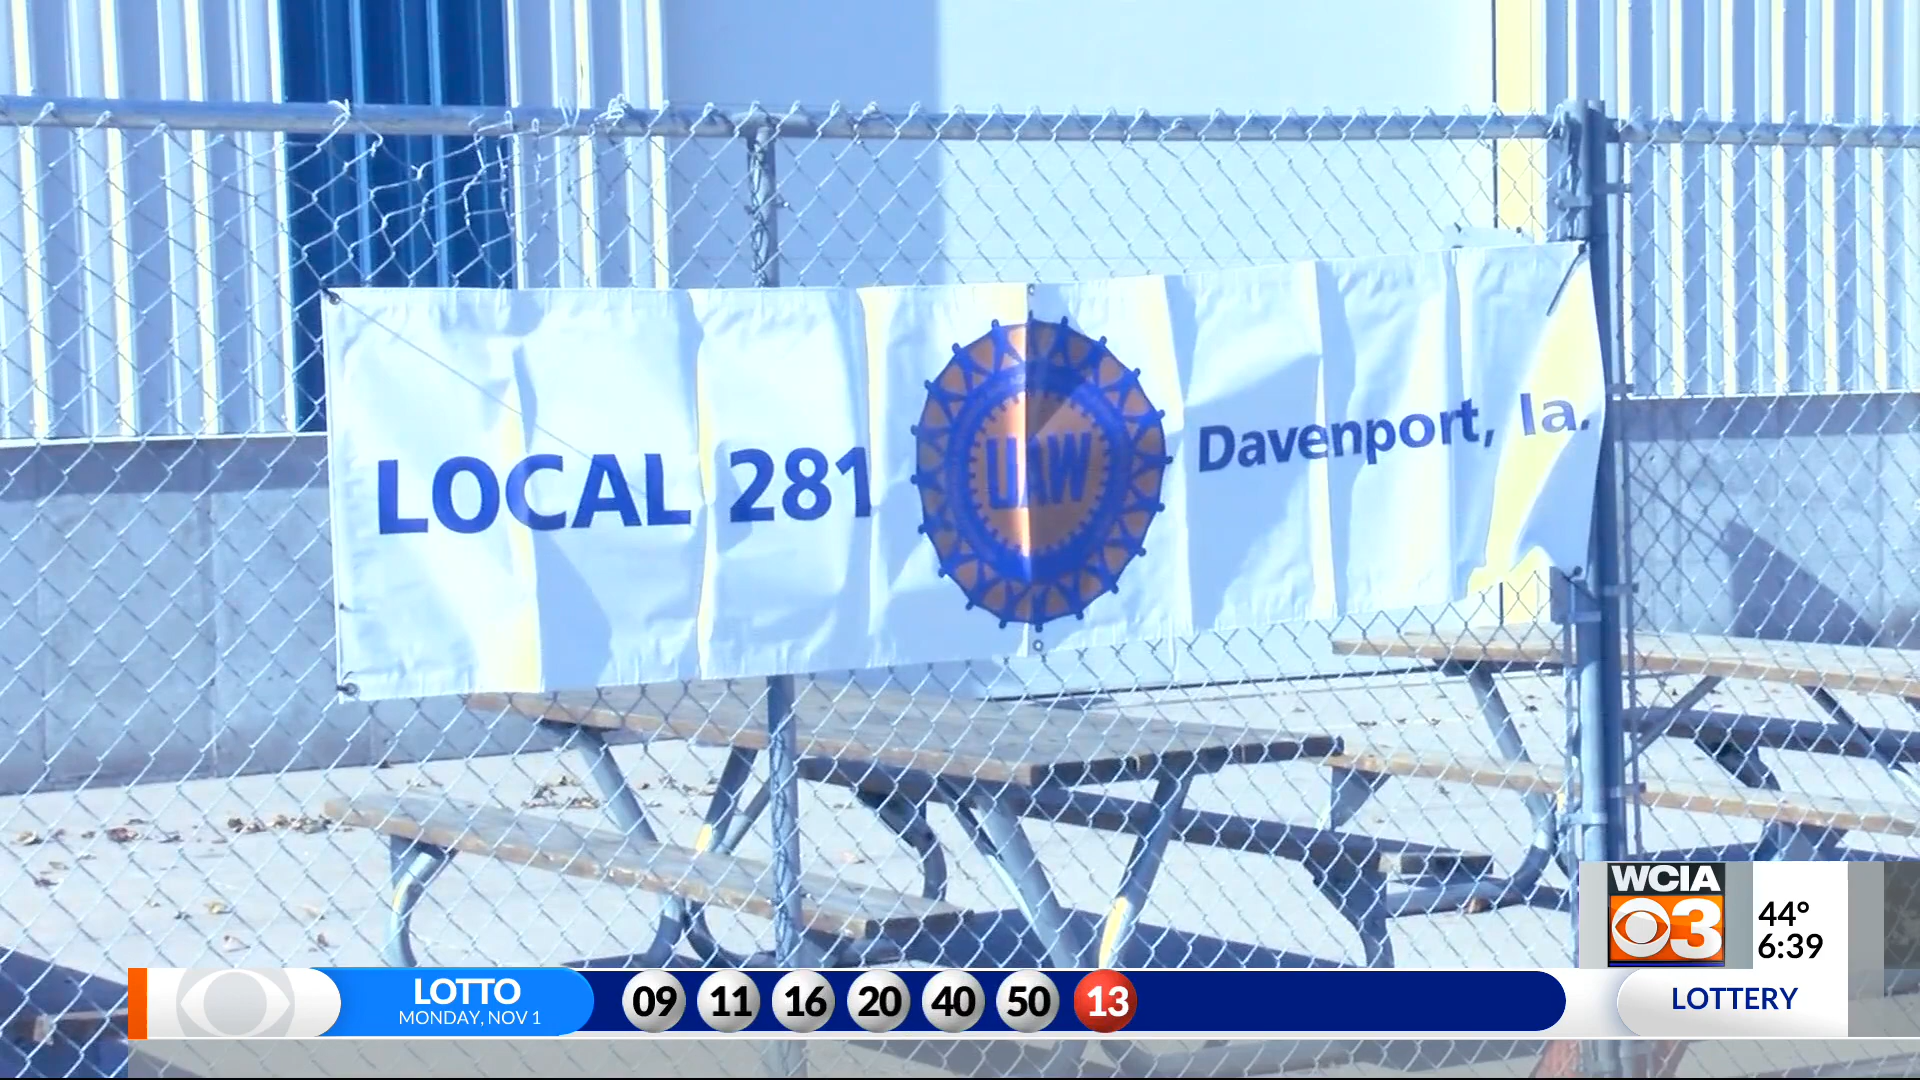 LOCAL 281
UAW
Davenport, Ia.
WCIA
3
44°
6:39
LOTTO
MONDAY, NOV 1
09 11 16 20 40 50 13
LOTTERY